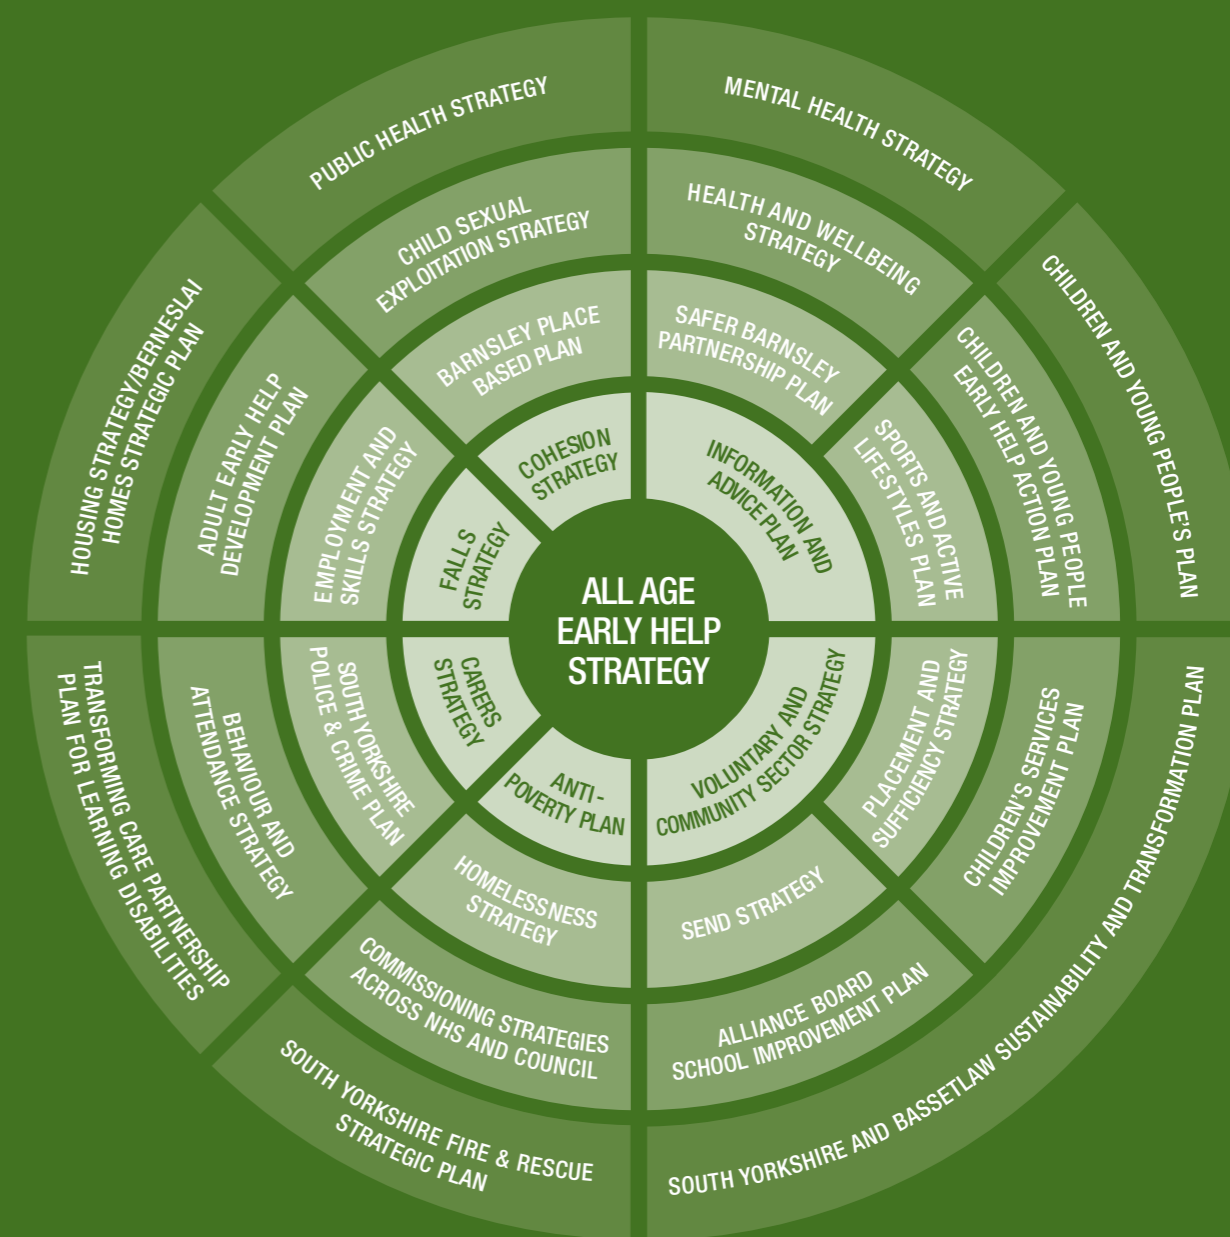 PUBLIC HEALTH STRATEGY
MENTAL HEALTH STRATEGY
CHILDREN AND YOUNG PEOPLE'S PLAN
SOUTH YORKSHIRE AND BASSETLAW SUSTAINABILITY AND TRANSFORMATION PLAN
SOUTH YORKSHIRE FIRE & RESCUE
STRATEGIC PLAN
TRANSFORMING CARE PARTNERSHIP
PLAN FOR LEARNING DISABILITIES
HOUSING STRATEGY/BERNESLAI
HOMES STRATEGIC PLAN
CHILD SEXUAL
EXPLOITATION STRATEGY
HEALTH AND WELLBEING
STRATEGY
CHILDREN AND YOUNG PEOPLE
EARLY HELP ACTION PLAN
CHILDREN'S SERVICES
IMPROVEMENT PLAN
ALLIANCE BOARD
SCHOOL IMPROVEMENT PLAN
COMMISSIONING STRATEGIES
ACROSS NHS AND COUNCIL
BEHAVIOUR AND
ATTENDANCE STRATEGY
ADULT EARLY HELP
DEVELOPMENT PLAN
BARNSLEY PLACE
BASED PLAN
SAFER BARNSLEY
PARTNERSHIP PLAN
SPORTS AND ACTIVE
LIFESTYLES PLAN
PLACEMENT AND
SUFFICIENCY STRATEGY
SEND STRATEGY
HOMELESSNESS
STRATEGY
SOUTH YORKSHIRE
POLICE & CRIME PLAN
EMPLOYMENT AND
SKILLS STRATEGY
COHESION
STRATEGY
INFORMATION AND
ADVICE PLAN
VOLUNTARY AND
COMMUNITY SECTOR STRATEGY
ANTI-
POVERTY PLAN
CARERS
STRATEGY
FALLS
STRATEGY
ALL AGE
EARLY HELP
STRATEGY